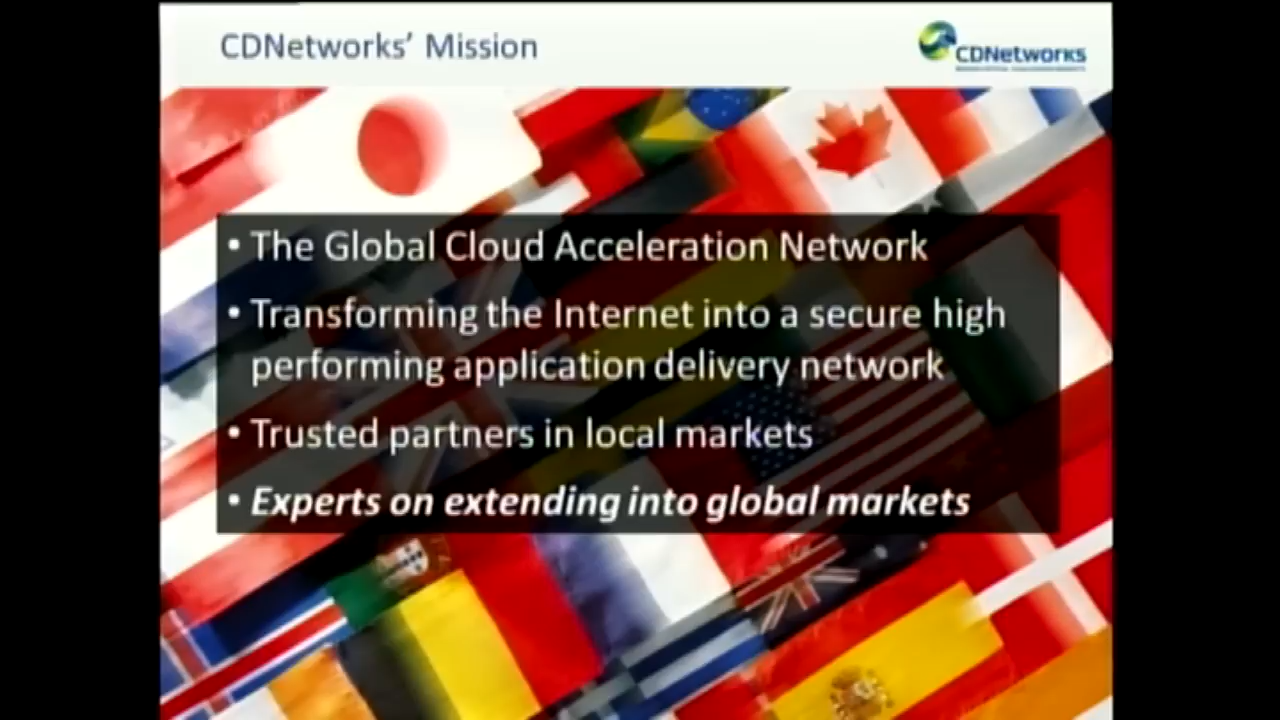 CDNetworks' Mission
CDNetworks
• The Global Cloud Acceleration Network
• Transforming the Internet into a secure high
performing application delivery network
• Trusted partners in local markets
• Experts on extending into global markets